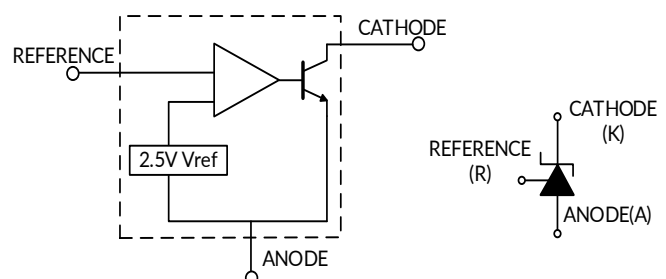 CATHODE
REFERENCE
2.5V Vref
ANODE
CATHODE
(K)
REFERENCE
(R)
ANODE(A)